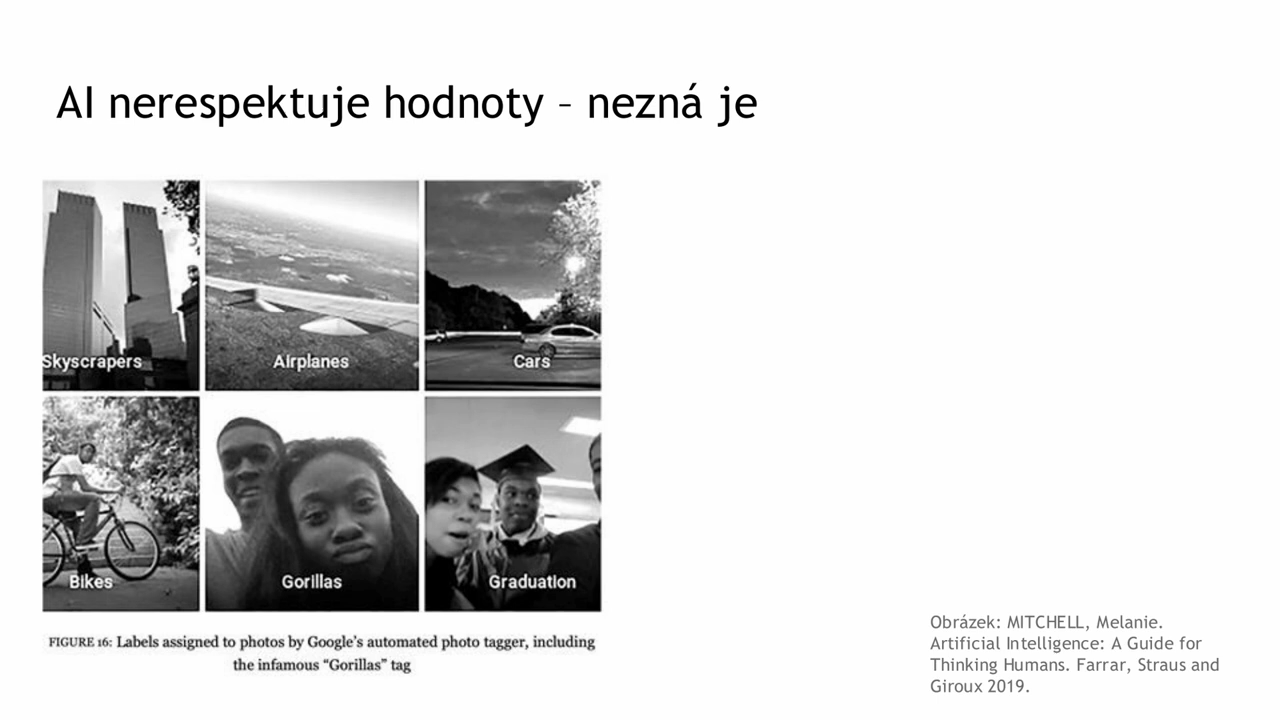 AI nerespektuje hodnoty – nezná je
Skyscrapers
Airplanes
Cars
Bikes
Gorillas
Graduation
FIGURE 16: Labels assigned to photos by Google's automated photo tagger, including
the infamous “Gorillas” tag
Obrázek: MITCHELL, Melanie.
Artificial Intelligence: A Guide for
Thinking Humans. Farrar, Straus and
Giroux 2019.